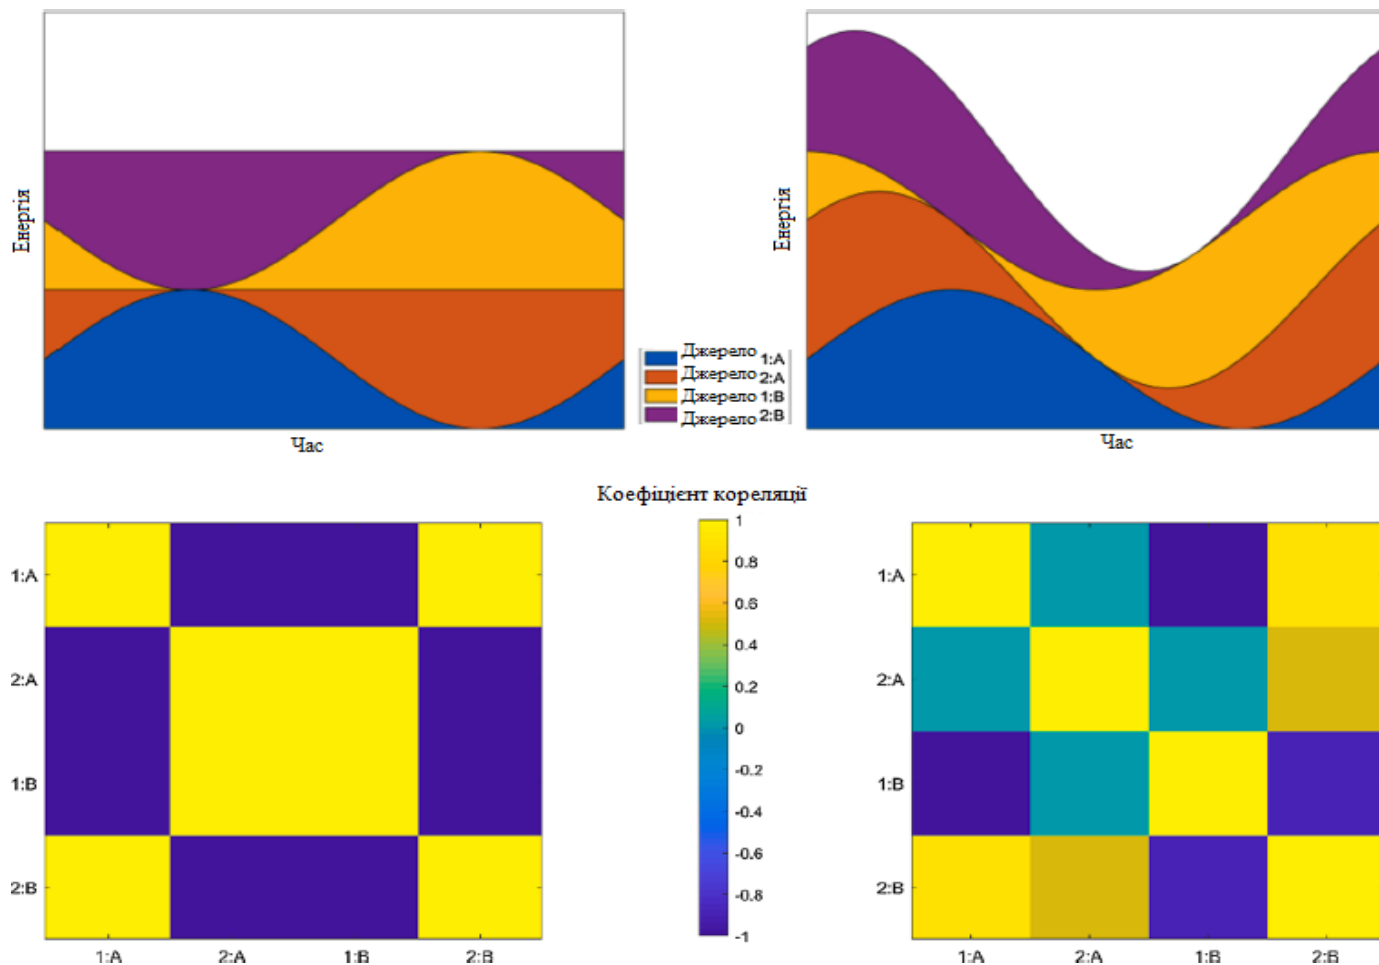 Енергія
Час
Джерело 1:A
Джерело 2:A
Джерело 1:B
Джерело 2:B
Енергія
Час
Коефіцієнт кореляції
1:A
2:A
1:B
2:B
1:A
2:A
1:B
2:B
1
0.8
0.6
0.4
0.2
0
-0.2
-0.4
-0.6
-0.8
-1
1:A
2:A
1:B
2:B
1:A
2:A
1:B
2:B